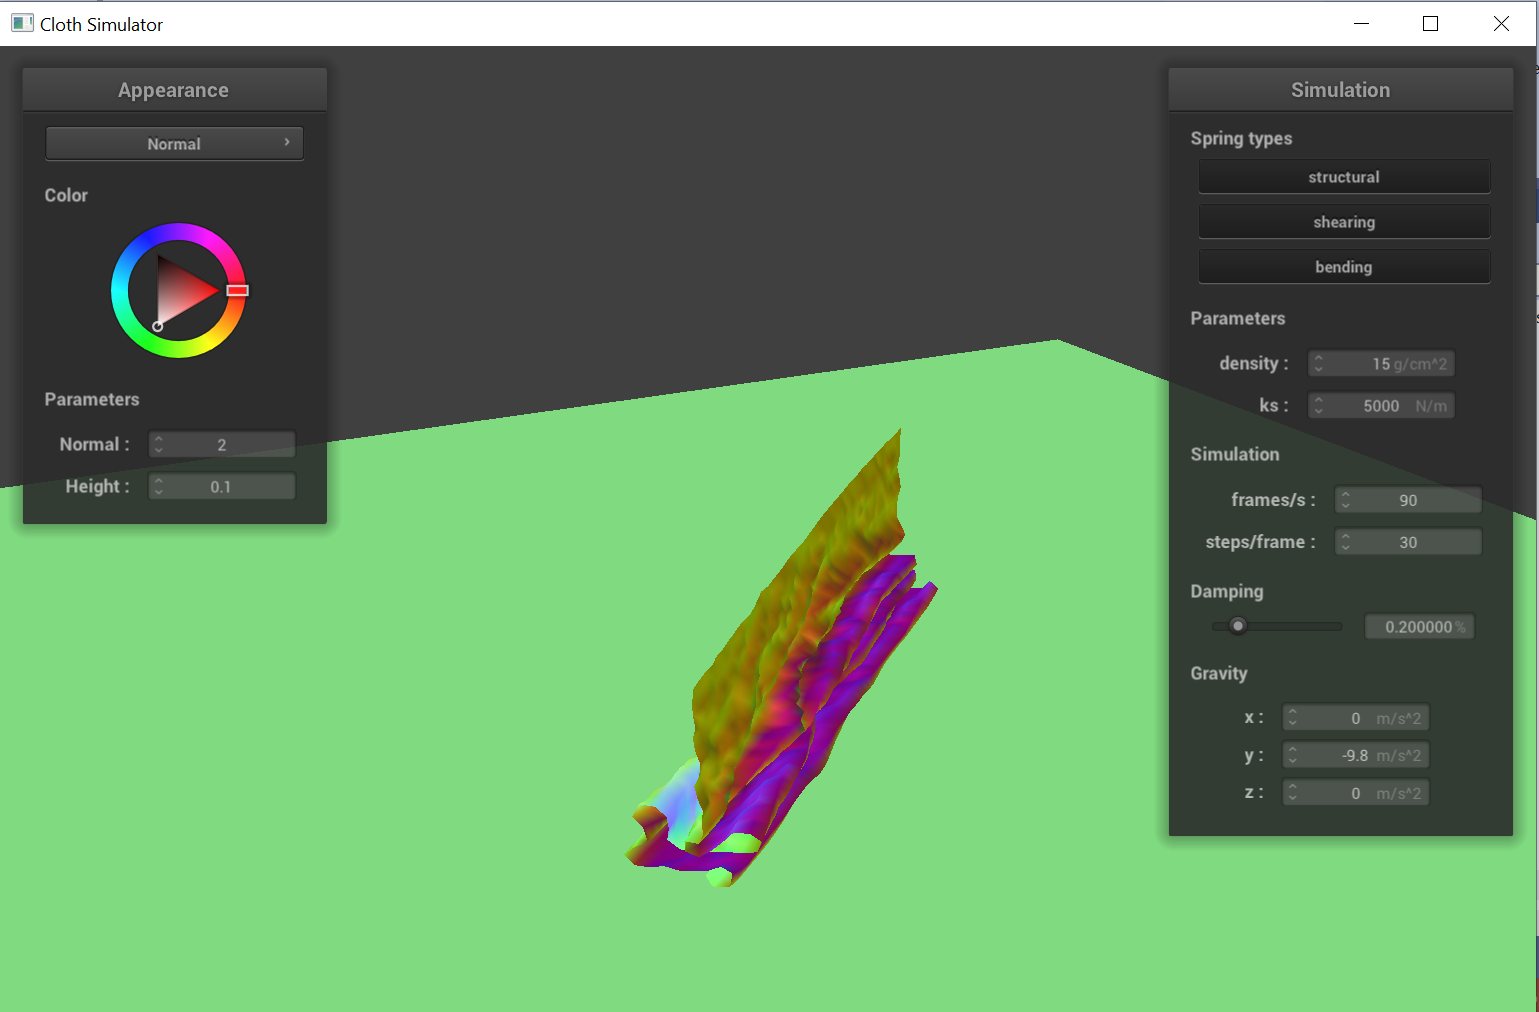 Cloth Simulator
Appearance
Normal
Color
Parameters
Normal : 2
Height : 0.1
Simulation
Spring types
structural
shearing
bending
Parameters
density : 15 g/cm^2
ks : 5000 N/m
Simulation
frames/s : 90
steps/frame : 30
Damping
0.200000 %
Gravity
x : 0 m/s^2
y : -9.8 m/s^2
z : 0 m/s^2